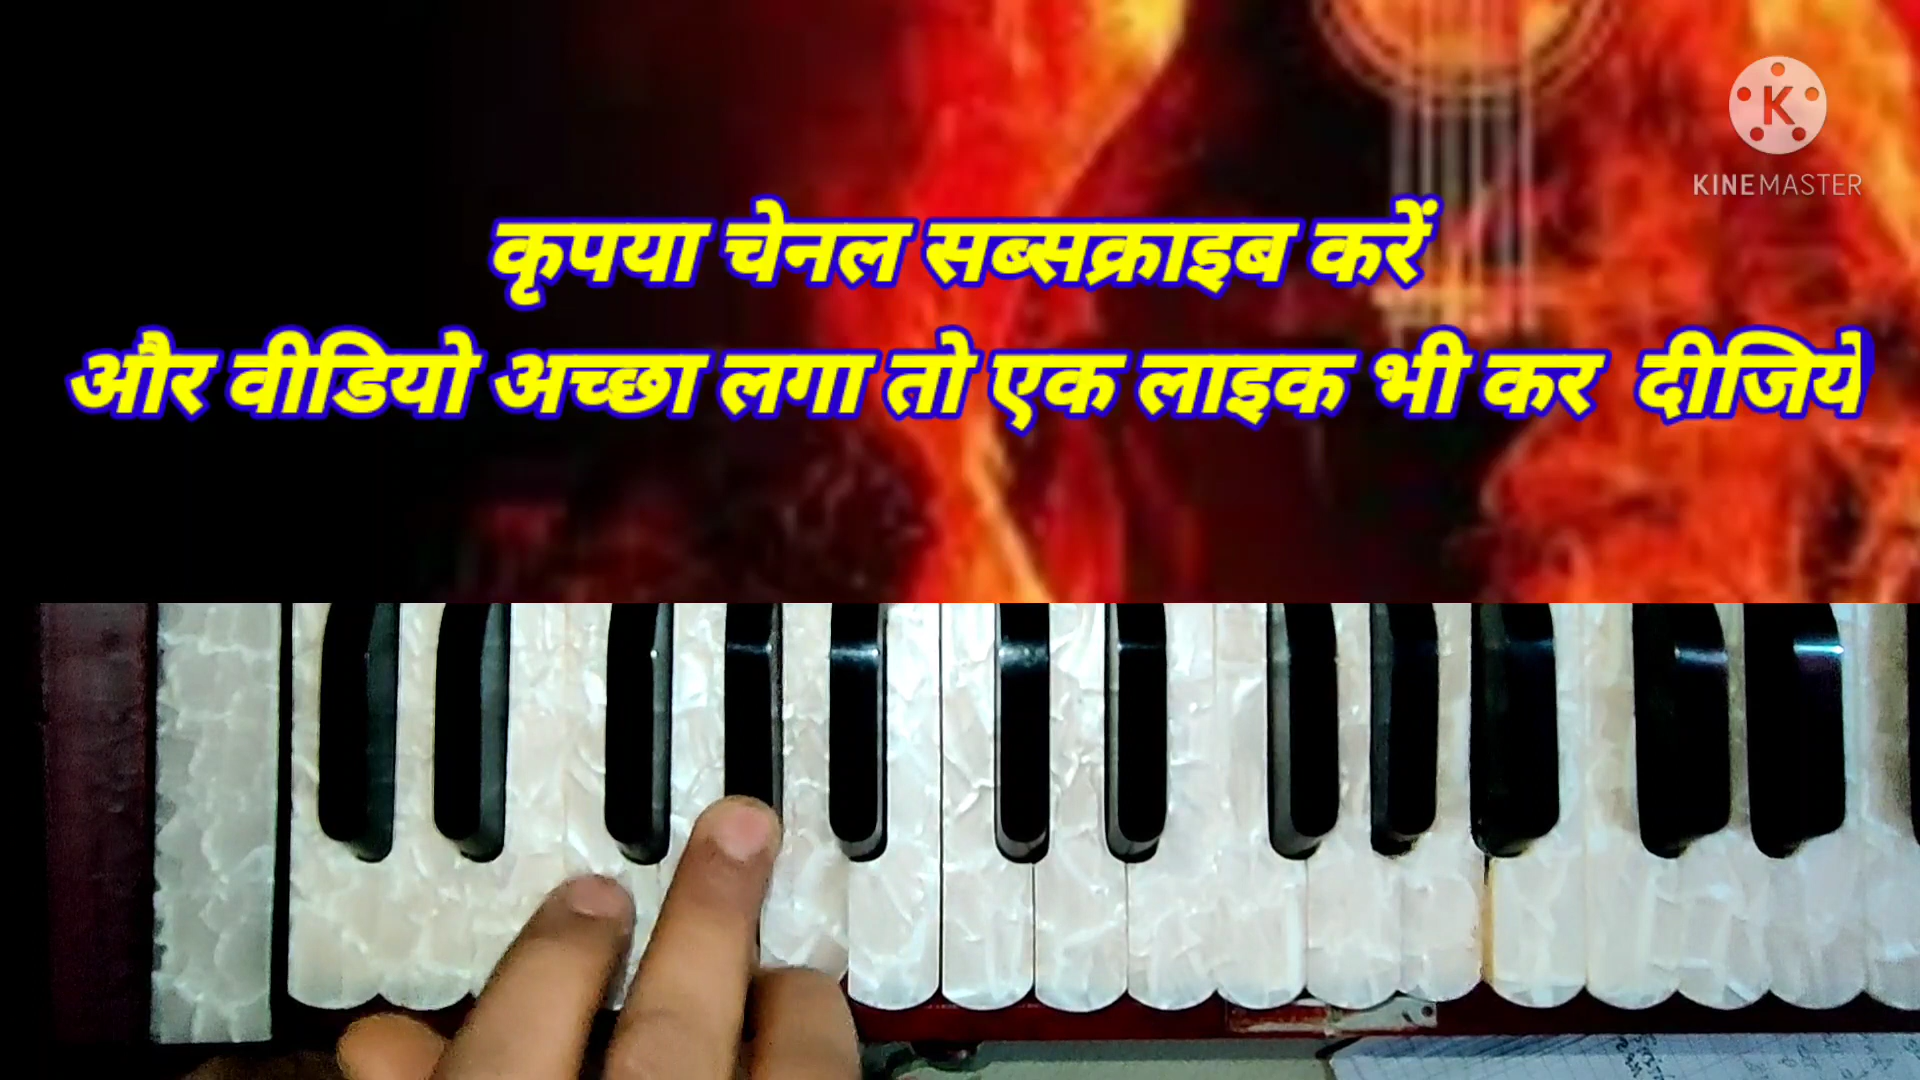 KINEMASTER
कृपया चेनल सब्सक्राइब करें
और वीडियो अच्छा लगा तो एक लाइक भी कर दीजिये